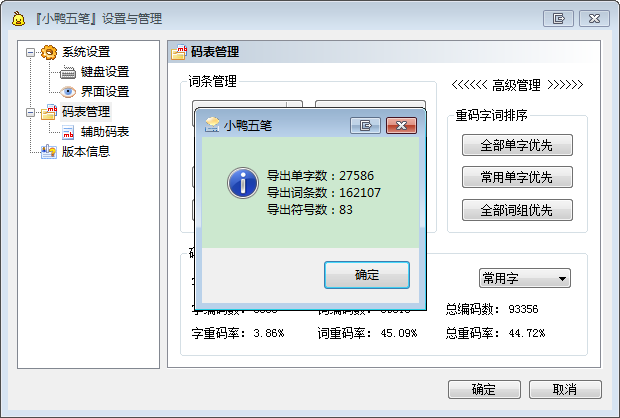 『小鸭五笔』设置与管理
系统设置
键盘设置
界面设置
码表管理
辅助码表
版本信息
码表管理
词条管理
<<<<<< 高级管理 >>>>>>
重码字词排序
全部单字优先
常用单字优先
全部词组优先
小鸭五笔
导出单字数：27586
导出词条数：162107
导出符号数：83
确定
常用字
总编码数： 93356
字重码率： 3.86% 词重码率： 45.09% 总重码率： 44.72%
确定 取消